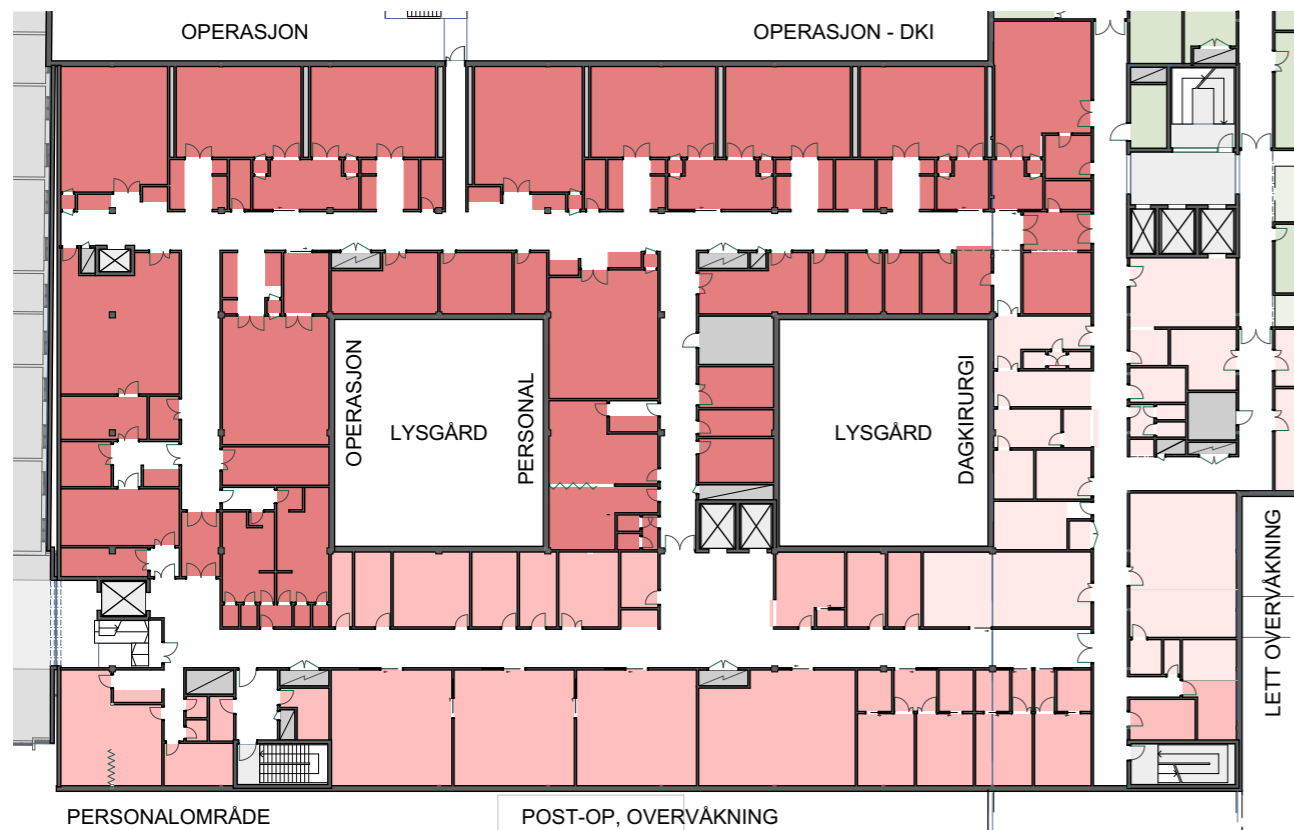 OPERASJON
OPERASJON - DKI
OPERASJON
LYSGÅRD
PERSONAL
LYSGÅRD
DAGKIRURGI
LETT OVERVÅKNING
PERSONALOMRÅDE
POST-OP, OVERVÅKNING